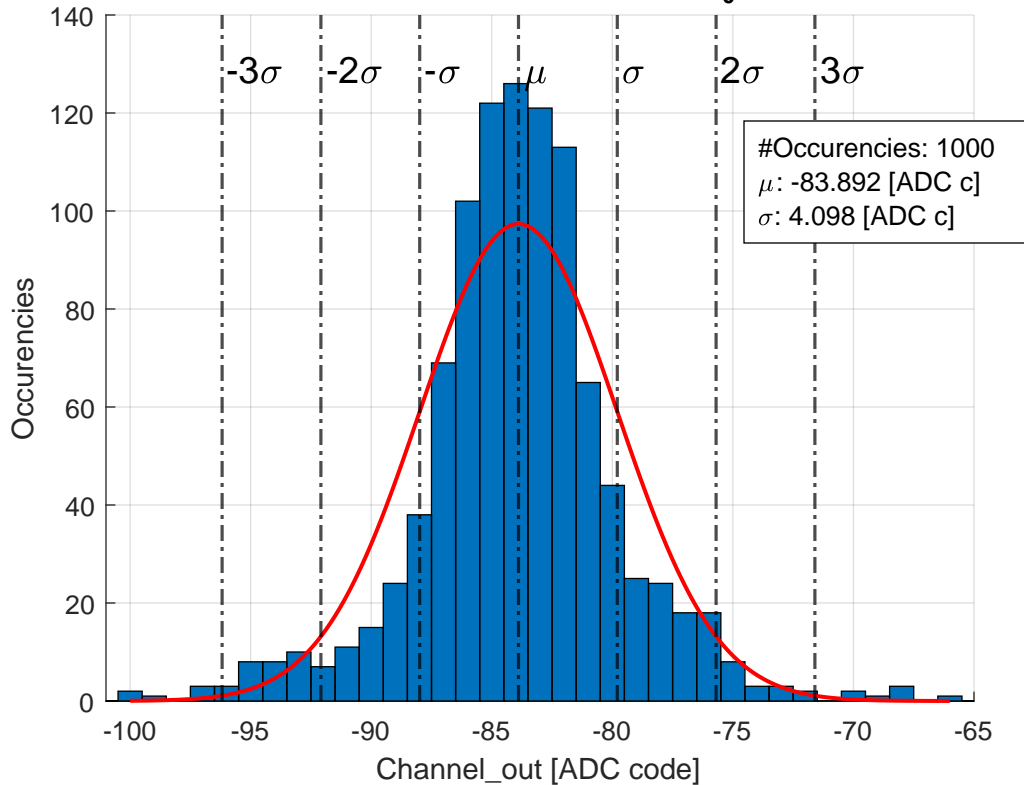 140
120
100
80
60
40
20
0
Occurencies
-3σ -2σ -σ μ σ 2σ 3σ
#Occurencies: 1000
μ: -83.892 [ADC c]
σ: 4.098 [ADC c]
-100 -95 -90 -85 -80 -75 -70 -65
Channel_out [ADC code]